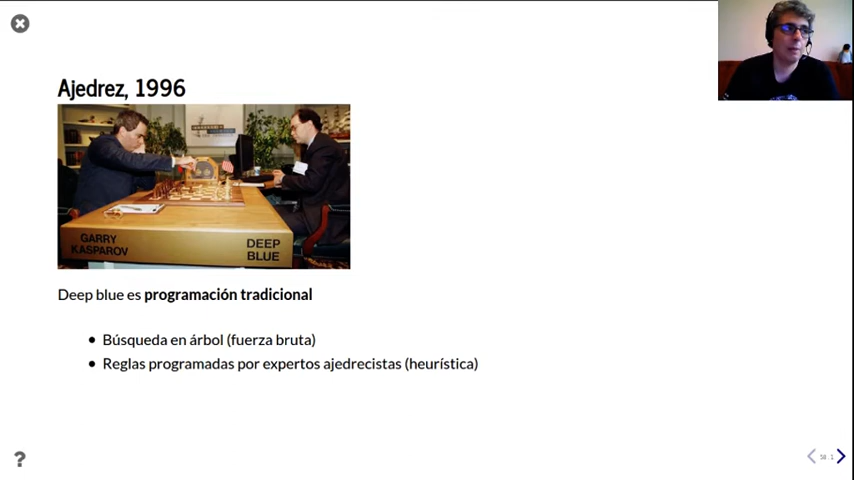 Ajedrez, 1996
GARRY
KASPAROV
DEEP
BLUE
Deep blue es programación tradicional
Búsqueda en árbol (fuerza bruta)
Reglas programadas por expertos ajedrecistas (heurística)
?